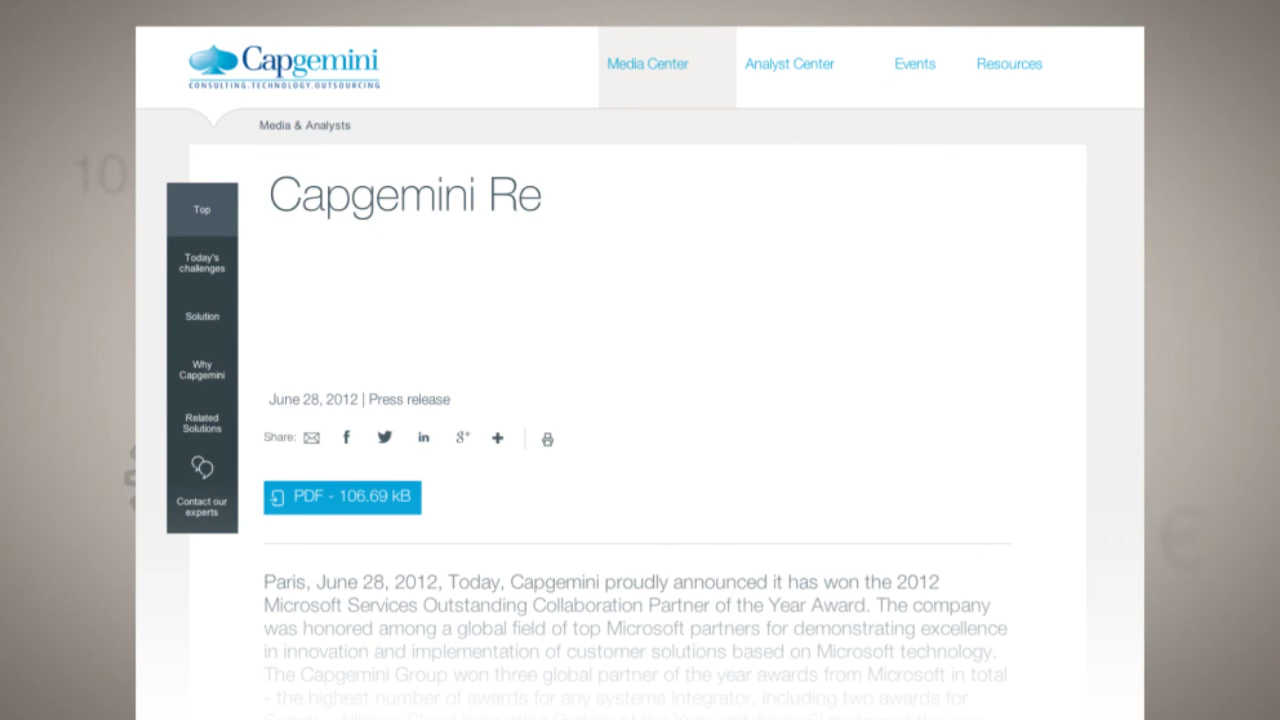 Capgemini
CONSULTING.TECHNOLOGY.OUTSOURCING
Media Center
Analyst Center
Events
Resources
Media & Analysts
10
Capgemini Re
Top
Today's
challenges
Solution
Why
Capgemini
Related
Solutions
Contact our
experts
June 28, 2012 | Press release
Share:
PDF - 106.69 kB
Paris, June 28, 2012, Today, Capgemini proudly announced it has won the 2012
Microsoft Services Outstanding Collaboration Partner of the Year Award. The company
was honored among a global field of top Microsoft partners for demonstrating excellence
in innovation and implementation of customer solutions based on Microsoft technology.
The Capgemini Group won three global partner of the year awards from Microsoft in total
- the highest number of awards for any systems integrator, including two awards for